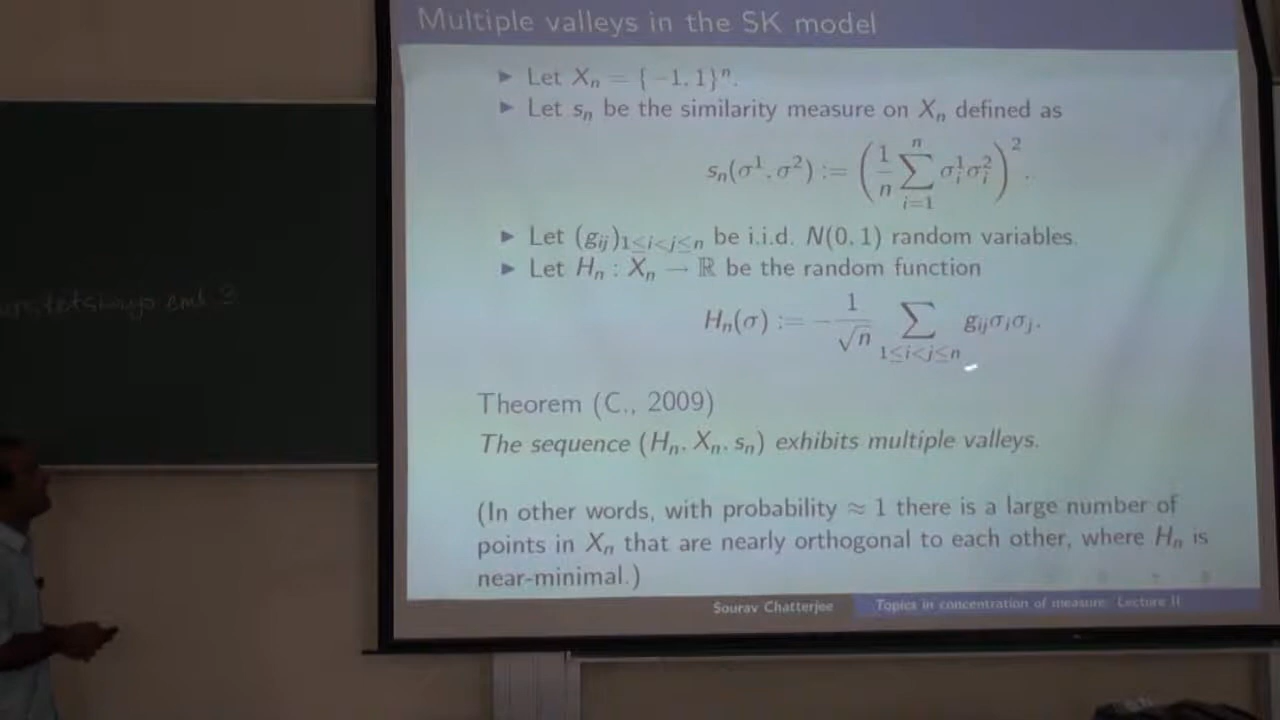 Multiple valleys in the SK model
► Let Xₙ = {−1, 1}ⁿ.
► Let sₙ be the similarity measure on Xₙ defined as
sₙ(σ¹, σ²) := (1/n ∑ᵢ₌₁ⁿ σᵢ¹σᵢ²)².
► Let (gᵢⱼ)₁≤ᵢ<ⱼ≤ₙ be i.i.d. N(0, 1) random variables.
► Let Hₙ : Xₙ → ℝ be the random function
Hₙ(σ) := − 1/√n ∑₁≤ᵢ<ⱼ≤ₙ gᵢⱼσᵢσⱼ.
Theorem (C., 2009)
The sequence (Hₙ, Xₙ, sₙ) exhibits multiple valleys.
(In other words, with probability ≈ 1 there is a large number of
points in Xₙ that are nearly orthogonal to each other, where Hₙ is
near-minimal.)
Sourav Chatterjee Topics in concentration of measure: Lecture II